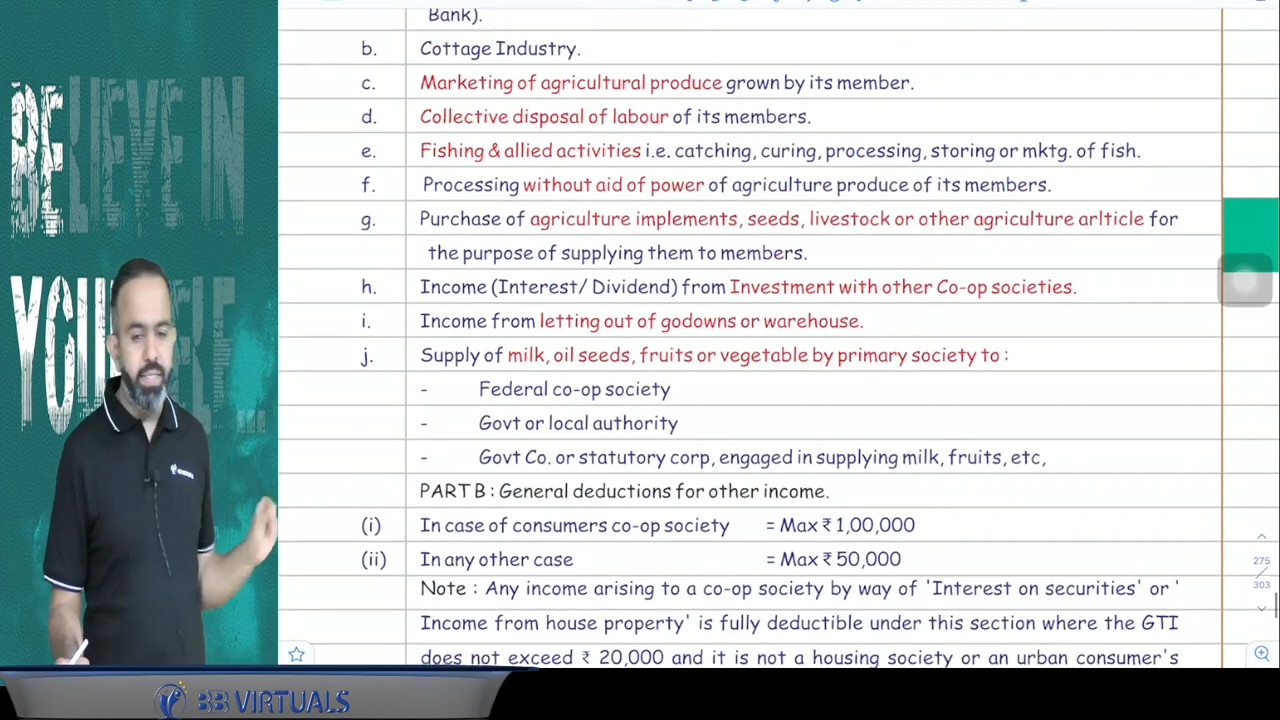 BELIEVE IN
Bank).
b. Cottage Industry.
c. Marketing of agricultural produce grown by its member.
d. Collective disposal of labour of its members.
e. Fishing & allied activities i.e. catching, curing, processing, storing or mktg. of fish.
f. Processing without aid of power of agriculture produce of its members.
g. Purchase of agriculture implements, seeds, livestock or other agriculture arlticle for
the purpose of supplying them to members.
h. Income (Interest/ Dividend) from Investment with other Co-op societies.
i. Income from letting out of godowns or warehouse.
j. Supply of milk, oil seeds, fruits or vegetable by primary society to :
- Federal co-op society
- Govt or local authority
- Govt Co. or statutory corp, engaged in supplying milk, fruits, etc,
PART B : General deductions for other income.
(i) In case of consumers co-op society = Max ₹ 1,00,000
(ii) In any other case = Max ₹ 50,000
275
303
Note : Any income arising to a co-op society by way of 'Interest on securities' or '
Income from house property' is fully deductible under this section where the GTI
does not exceed ₹ 20,000 and it is not a housing society or an urban consumer's
BB VIRTUALS